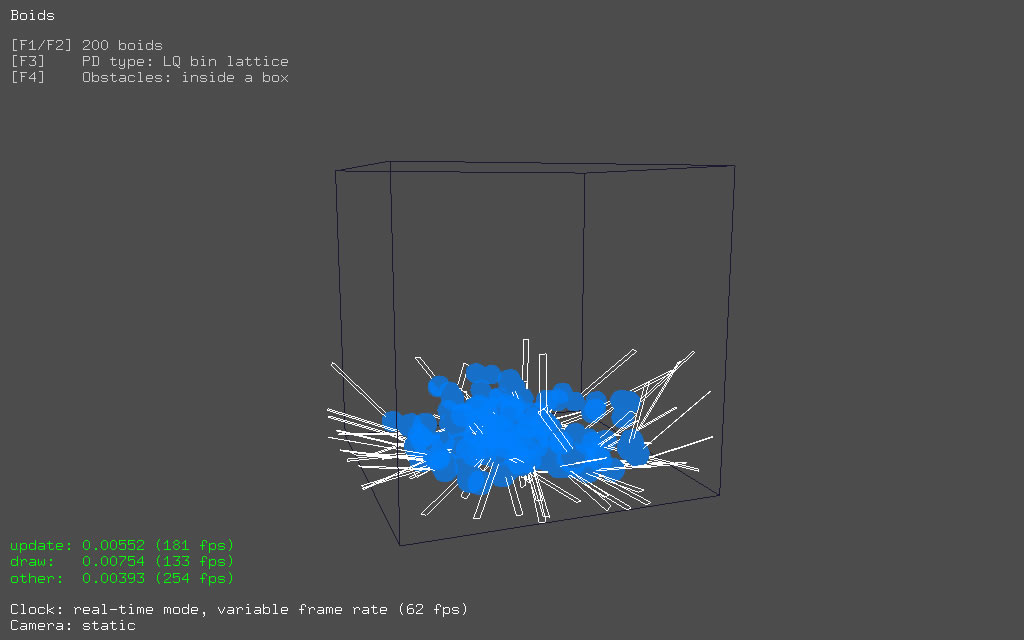 Boids
[F1/F2] 200 boids
[F3] PD type: LQ bin lattice
[F4] Obstacles: inside a box
update: 0.00552 (181 fps)
draw: 0.00754 (133 fps)
other: 0.00393 (254 fps)
Clock: real-time mode, variable frame rate (62 fps)
Camera: static